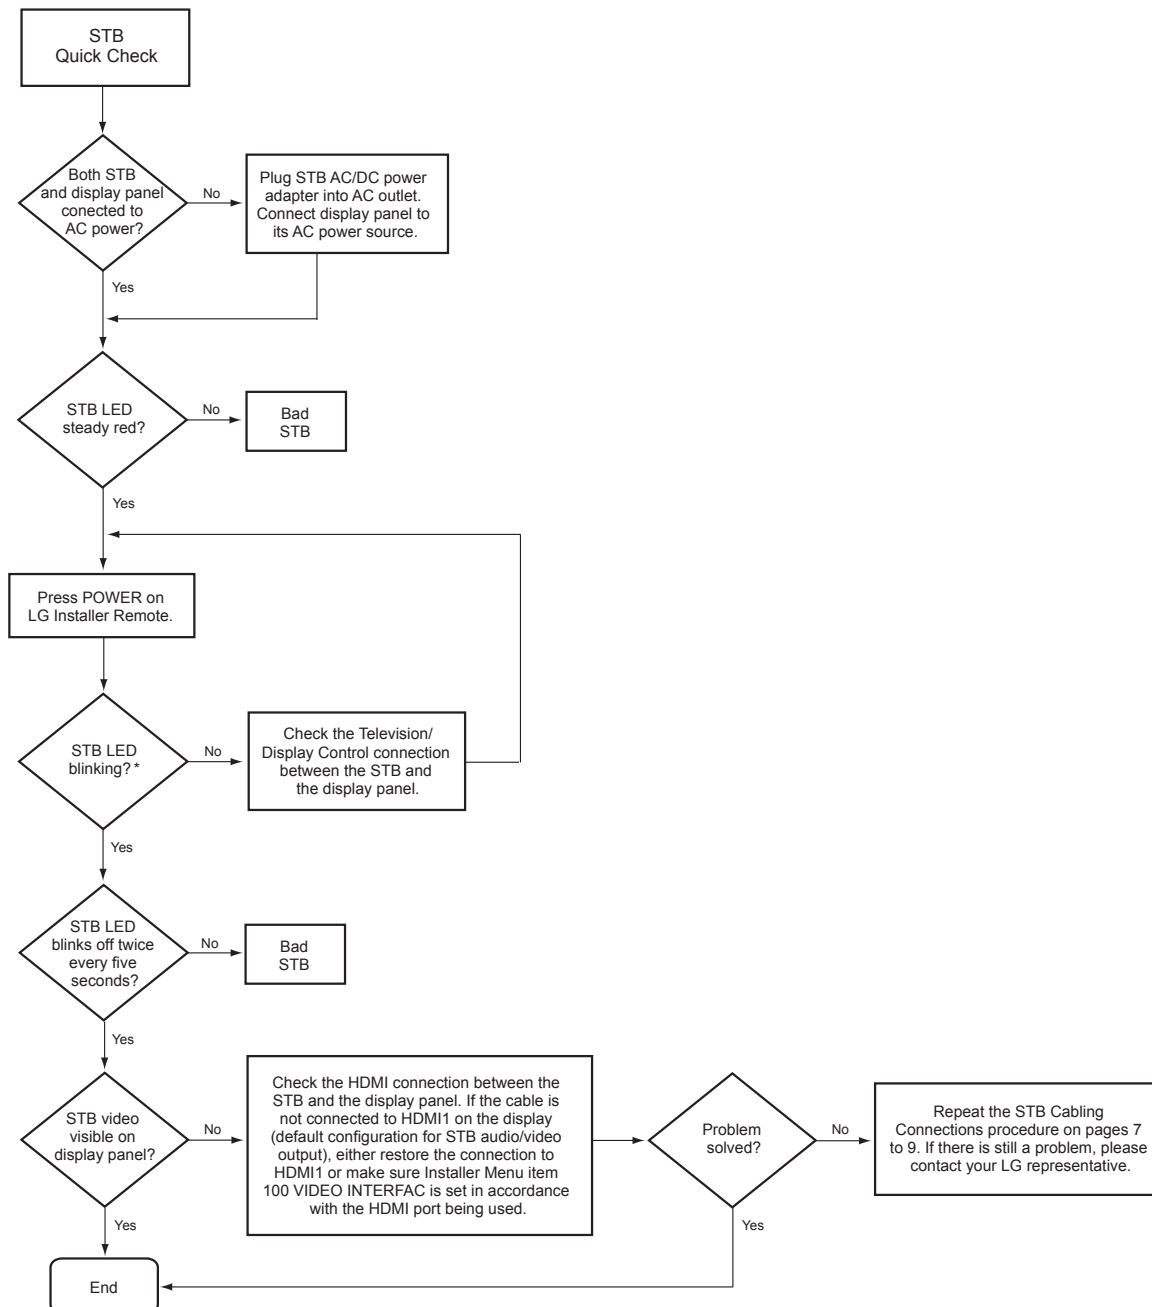 STB
Quick Check
Both STB
and display panel
conected to
AC power?
No
Plug STB AC/DC power
adapter into AC outlet.
Connect display panel to
its AC power source.
Yes
STB LED
steady red?
No
Bad
STB
Yes
Press POWER on
LG Installer Remote.
STB LED
blinking? *
No
Check the Television/
Display Control connection
between the STB and
the display panel.
Yes
STB LED
blinks off twice
every five
seconds?
No
Bad
STB
Yes
STB video
visible on
display panel?
No
Check the HDMI connection between the
STB and the display panel. If the cable is
not connected to HDMI1 on the display
(default configuration for STB audio/video
output), either restore the connection to
HDMI1 or make sure Installer Menu item
100 VIDEO INTERFAC is set in accordance
with the HDMI port being used.
Problem
solved?
No
Repeat the STB Cabling
Connections procedure on pages 7
to 9. If there is still a problem, please
contact your LG representative.
Yes
Yes
End